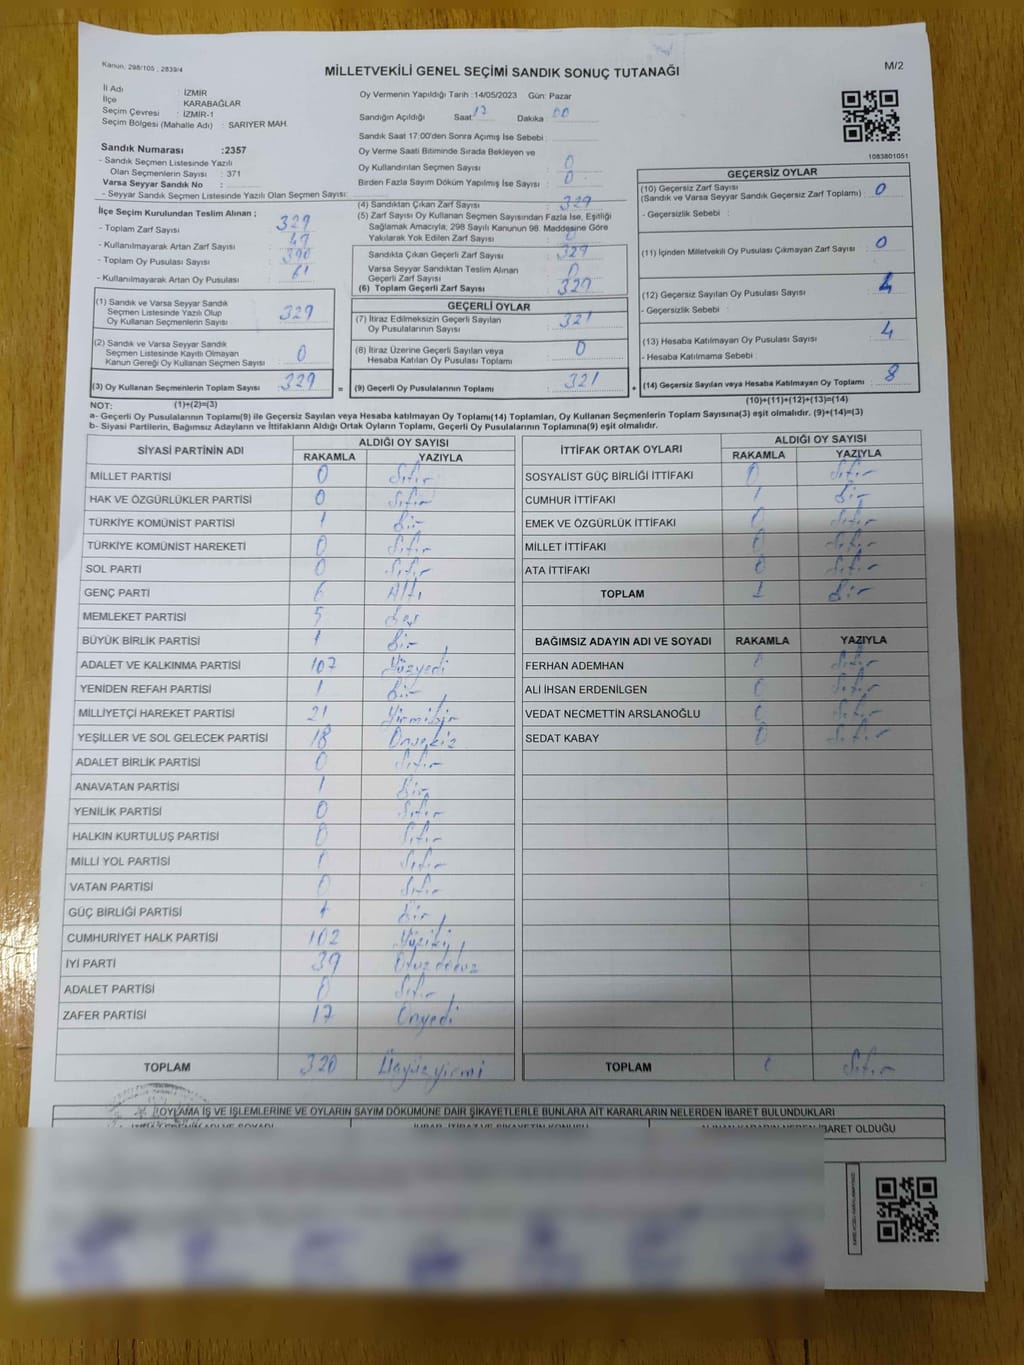 Kanun, 298/105 , 2839/4
MİLLETVEKİLİ GENEL SEÇİMİ SANDIK SONUÇ TUTANAĞI
M/2
İl Adı : İZMİR
İlçe : KARABAĞLAR
Seçim Çevresi : İZMİR-1
Seçim Bölgesi (Mahalle Adı) : SARIYER MAH.
Sandık Numarası :2357
- Sandık Seçmen Listesinde Yazılı
Olan Seçmenlerin Sayısı : 371
Varsa Seyyar Sandık No :
- Seyyar Sandık Seçmen Listesinde Yazılı Olan Seçmen Sayısı:
Oy Vermenin Yapıldığı Tarih :14/05/2023 Gün: Pazar
Sandığın Açıldığı Saat 17 Dakika : 00
Sandık Saat 17:00'den Sonra Açımış İse Sebebi :
Oy Verme Saati Bitiminde Sırada Bekleyen ve
Oy Kullandırılan Seçmen Sayısı : 0
Birden Fazla Sayım Döküm Yapılmış İse Sayısı : 0
1083801051
İlçe Seçim Kurulundan Teslim Alınan ;
- Toplam Zarf Sayısı : 329
- Kullanılmayarak Artan Zarf Sayısı :
- Toplam Oy Pusulası Sayısı : 390
- Kullanılmayarak Artan Oy Pusulası : 61
(1) Sandık ve Varsa Seyyar Sandık
Seçmen Listesinde Yazılı Olup
Oy Kullanan Seçmenlerin Sayısı : 329
(2) Sandık ve Varsa Seyyar Sandık
Seçmen Listesinde Kayıtlı Olmayan
Kanun Gereği Oy Kullanan Seçmen Sayısı : 0
(3) Oy Kullanan Seçmenlerin Toplam Sayısı : 329
(4) Sandıktan Çıkan Zarf Sayısı : 329
(5) Zarf Sayısı Oy Kullanan Seçmen Sayısından Fazla İse, Eşitliği
Sağlamak Amacıyla, 298 Sayılı Kanunun 98. Maddesine Göre
Yakılarak Yok Edilen Zarf Sayısı : 0
Sandıkta Çıkan Geçerli Zarf Sayısı : 329
Varsa Seyyar Sandıktan Teslim Alınan
Geçerli Zarf Sayısı : 0
(6) Toplam Geçerli Zarf Sayısı : 329
GEÇERLİ OYLAR
(7) İtiraz Edilmeksizin Geçerli Sayılan
Oy Pusulalarının Sayısı : 321
(8) İtiraz Üzerine Geçerli Sayılan veya
Hesaba Katılan Oy Pusulası Toplamı : 0
= (9) Geçerli Oy Pusulalarının Toplamı : 321
GEÇERSİZ OYLAR
(10) Geçersiz Zarf Sayısı
(Sandık ve Varsa Seyyar Sandık Geçersiz Zarf Toplamı) : 0
- Geçersizlik Sebebi :
(11) İçinden Milletvekili Oy Pusulası Çıkmayan Zarf Sayısı : 0
(12) Geçersiz Sayılan Oy Pusulası Sayısı : 4
- Geçersizlik Sebebi :
(13) Hesaba Katılmayan Oy Pusulası Sayısı : 4
- Hesaba Katılmama Sebebi :
+ (14) Geçersiz Sayılan veya Hesaba Katılmayan Oy Toplamı : 8
NOT: (1)+(2)=(3)
(10)+(11)+(12)+(13)=(14)
a- Geçerli Oy Pusulalarının Toplamı(9) ile Geçersiz Sayılan veya Hesaba katılmayan Oy Toplamı(14) Toplamları, Oy Kullanan Seçmenlerin Toplam Sayısına(3) eşit olmalıdır. (9)+(14)=(3)
b- Siyasi Partilerin, Bağımsız Adayların ve İttifakların Aldığı Ortak Oyların Toplamı, Geçerli Oy Pusulalarının Toplamına(9) eşit olmalıdır.
SİYASİ PARTİNİN ADI ALDIĞI OY SAYISI
RAKAMLA YAZIYLA
MİLLET PARTİSİ 0 Sıfır
HAK VE ÖZGÜRLÜKLER PARTİSİ 0 Sıfır
TÜRKİYE KOMÜNİST PARTİSİ 1 Bir
TÜRKİYE KOMÜNİST HAREKETİ 0 Sıfır
SOL PARTİ 0 Sıfır
GENÇ PARTİ 6 Altı
MEMLEKET PARTİSİ 5 Beş
BÜYÜK BİRLİK PARTİSİ 1 Bir
ADALET VE KALKINMA PARTİSİ 107 Yüzyedi
YENİDEN REFAH PARTİSİ 1 Bir
MİLLİYETÇİ HAREKET PARTİSİ 21 Yirmibir
YEŞİLLER VE SOL GELECEK PARTİSİ 18 Onsekiz
ADALET BİRLİK PARTİSİ 0 Sıfır
ANAVATAN PARTİSİ 1 Bir
YENİLİK PARTİSİ 0 Sıfır
HALKIN KURTULUŞ PARTİSİ 0 Sıfır
MİLLİ YOL PARTİSİ 0 Sıfır
VATAN PARTİSİ 0 Sıfır
GÜÇ BİRLİĞİ PARTİSİ 1 Bir
CUMHURİYET HALK PARTİSİ 102 Yüziki
İYİ PARTİ 39 Otuzdokuz
ADALET PARTİSİ 0 Sıfır
ZAFER PARTİSİ 17 Onyedi
TOPLAM 320 Üçyüzyirmi
İTTİFAK ORTAK OYLARI ALDIĞI OY SAYISI
RAKAMLA YAZIYLA
SOSYALİST GÜÇ BİRLİĞİ İTTİFAKI 0 Sıfır
CUMHUR İTTİFAKI 1 Bir
EMEK VE ÖZGÜRLÜK İTTİFAKI 0 Sıfır
MİLLET İTTİFAKI 0 Sıfır
ATA İTTİFAKI 0 Sıfır
TOPLAM 1 Bir
BAĞIMSIZ ADAYIN ADI VE SOYADI RAKAMLA YAZIYLA
FERHAN ADEMHAN 0 Sıfır
ALİ İHSAN ERDENİLGEN 0 Sıfır
VEDAT NECMETTİN ARSLANOĞLU 0 Sıfır
SEDAT KABAY 0 Sıfır
TOPLAM 0 Sıfır
OYLAMA İŞ VE İŞLEMLERİNE VE OYLARIN SAYIM DÖKÜMÜNE DAİR ŞİKAYETLERLE BUNLARA AİT KARARLARIN NELERDEN İBARET BULUNDUKLARI
İHBAR, İTİRAZ VE ŞİKAYETİN KONUSU ALINAN KARARIN NEDEN İBARET OLDUĞU